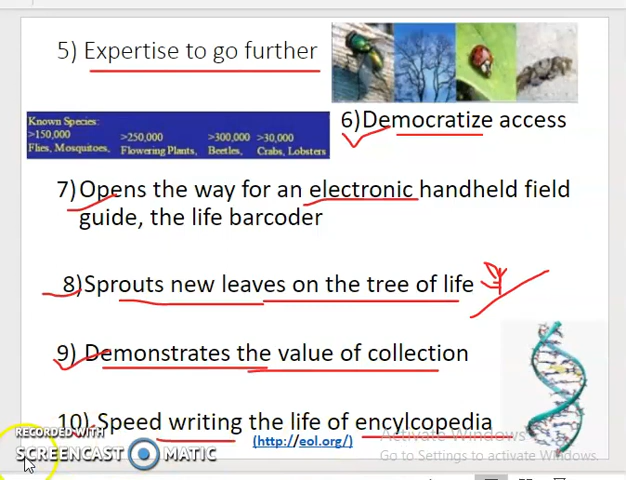 5) Expertise to go further
Known Species:
>150,000 >250,000 >300,000 >30,000
Flies, Mosquitoes, Flowering Plants, Beetles, Crabs, Lobsters
6)Democratize access
7)Opens the way for an electronic handheld field
guide, the life barcoder
8)Sprouts new leaves on the tree of life
9) Demonstrates the value of collection
10) Speed writing the life of encylcopedia
(http://eol.org/)
Activate Windows
Go to Settings to activate Windows.
RECORDED WITH
SCREENCAST MATIC